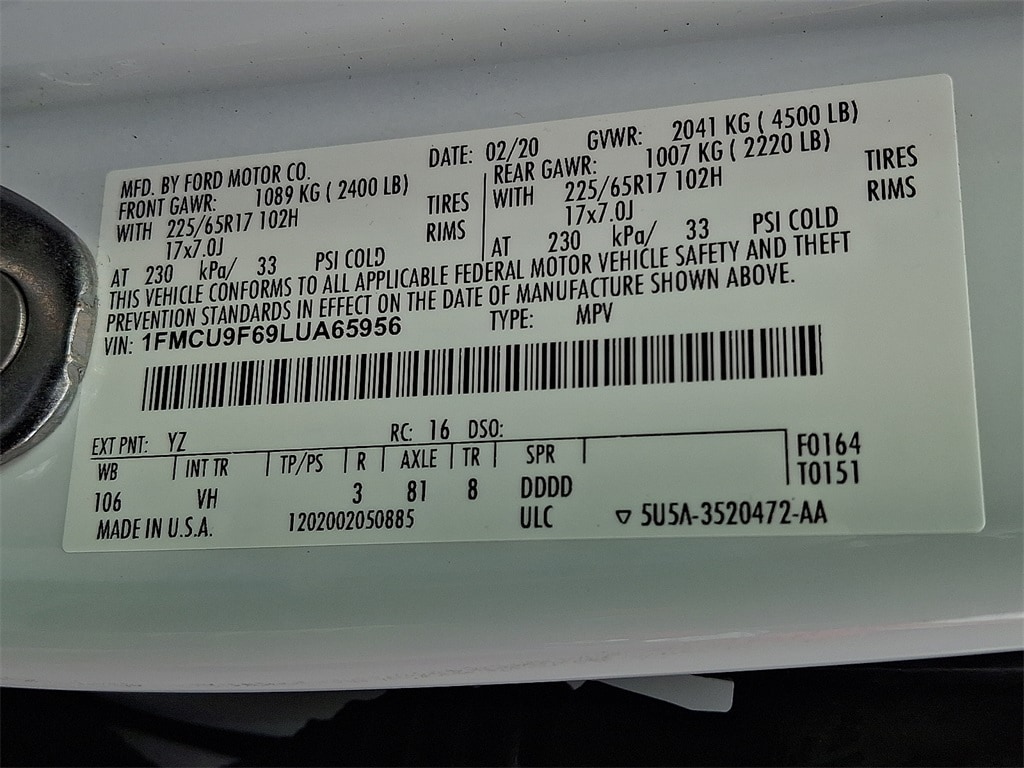 MFD. BY FORD MOTOR CO. DATE: 02/20 GVWR: 2041 KG ( 4500 LB)
FRONT GAWR: 1089 KG ( 2400 LB) REAR GAWR: 1007 KG ( 2220 LB)
WITH 225/65R17 102H TIRES WITH 225/65R17 102H TIRES
17x7.0J RIMS 17x7.0J RIMS
AT 230 kPa/ 33 PSI COLD AT 230 kPa/ 33 PSI COLD
THIS VEHICLE CONFORMS TO ALL APPLICABLE FEDERAL MOTOR VEHICLE SAFETY AND THEFT
PREVENTION STANDARDS IN EFFECT ON THE DATE OF MANUFACTURE SHOWN ABOVE.
VIN: 1FMCU9F69LUA65956 TYPE: MPV
EXT PNT: YZ RC: 16 DSO:
WB INT TR TP/PS R AXLE TR SPR F0164
106 VH 3 81 8 DDDD T0151
MADE IN U.S.A. 1202002050885 ULC ▽ 5U5A-3520472-AA